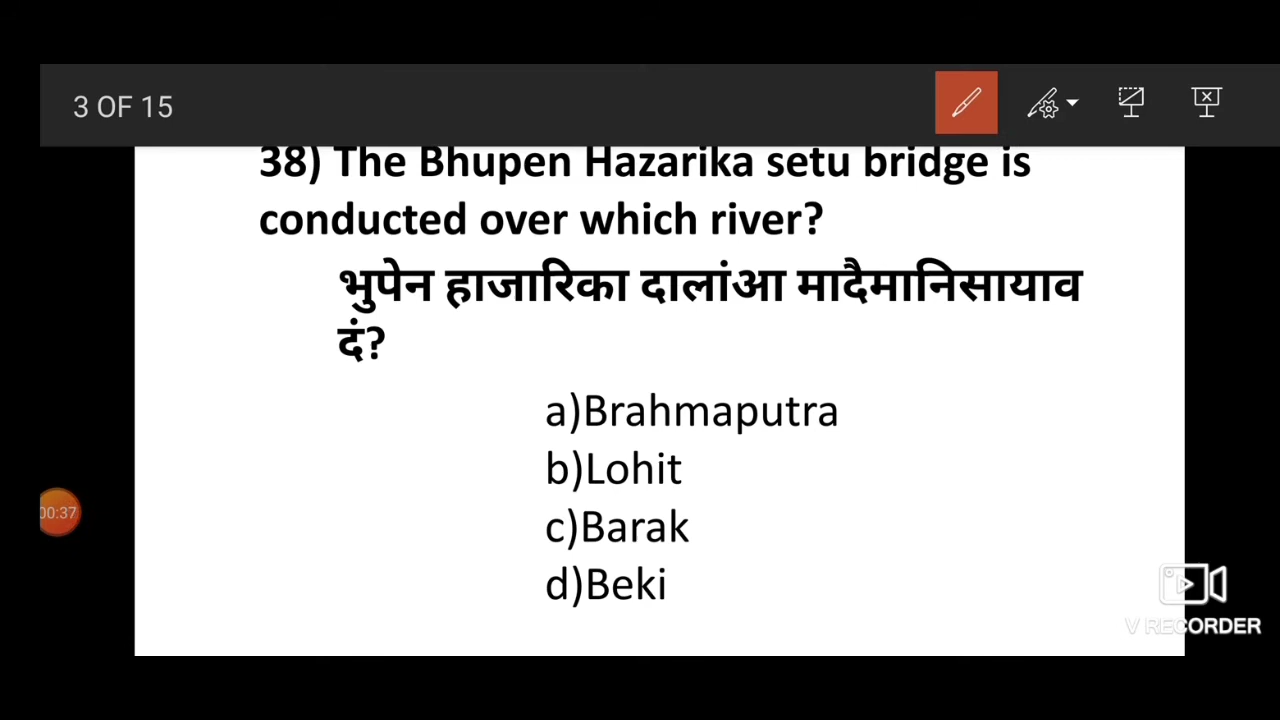 3 OF 15
38) The Bhupen Hazarika setu bridge is
conducted over which river?
भुपेन हाजारिका दालांआ मादैमानिसायाव
दं?
a)Brahmaputra
b)Lohit
c)Barak
d)Beki
00:37
V RECORDER